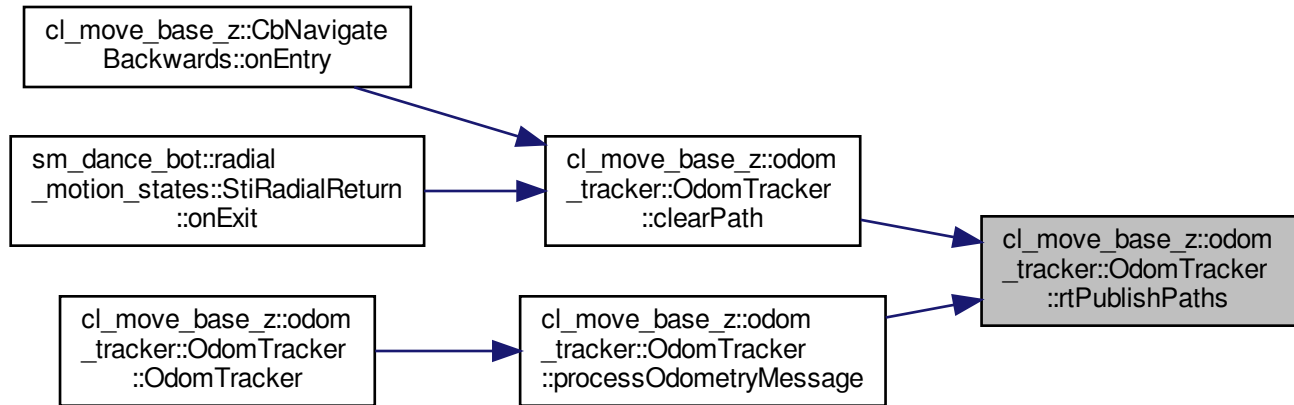 cl_move_base_z::CbNavigate
Backwards::onEntry
sm_dance_bot::radial
_motion_states::StiRadialReturn
::onExit
cl_move_base_z::odom
_tracker::OdomTracker
::clearPath
cl_move_base_z::odom
_tracker::OdomTracker
::rtPublishPaths
cl_move_base_z::odom
_tracker::OdomTracker
::OdomTracker
cl_move_base_z::odom
_tracker::OdomTracker
::processOdometryMessage